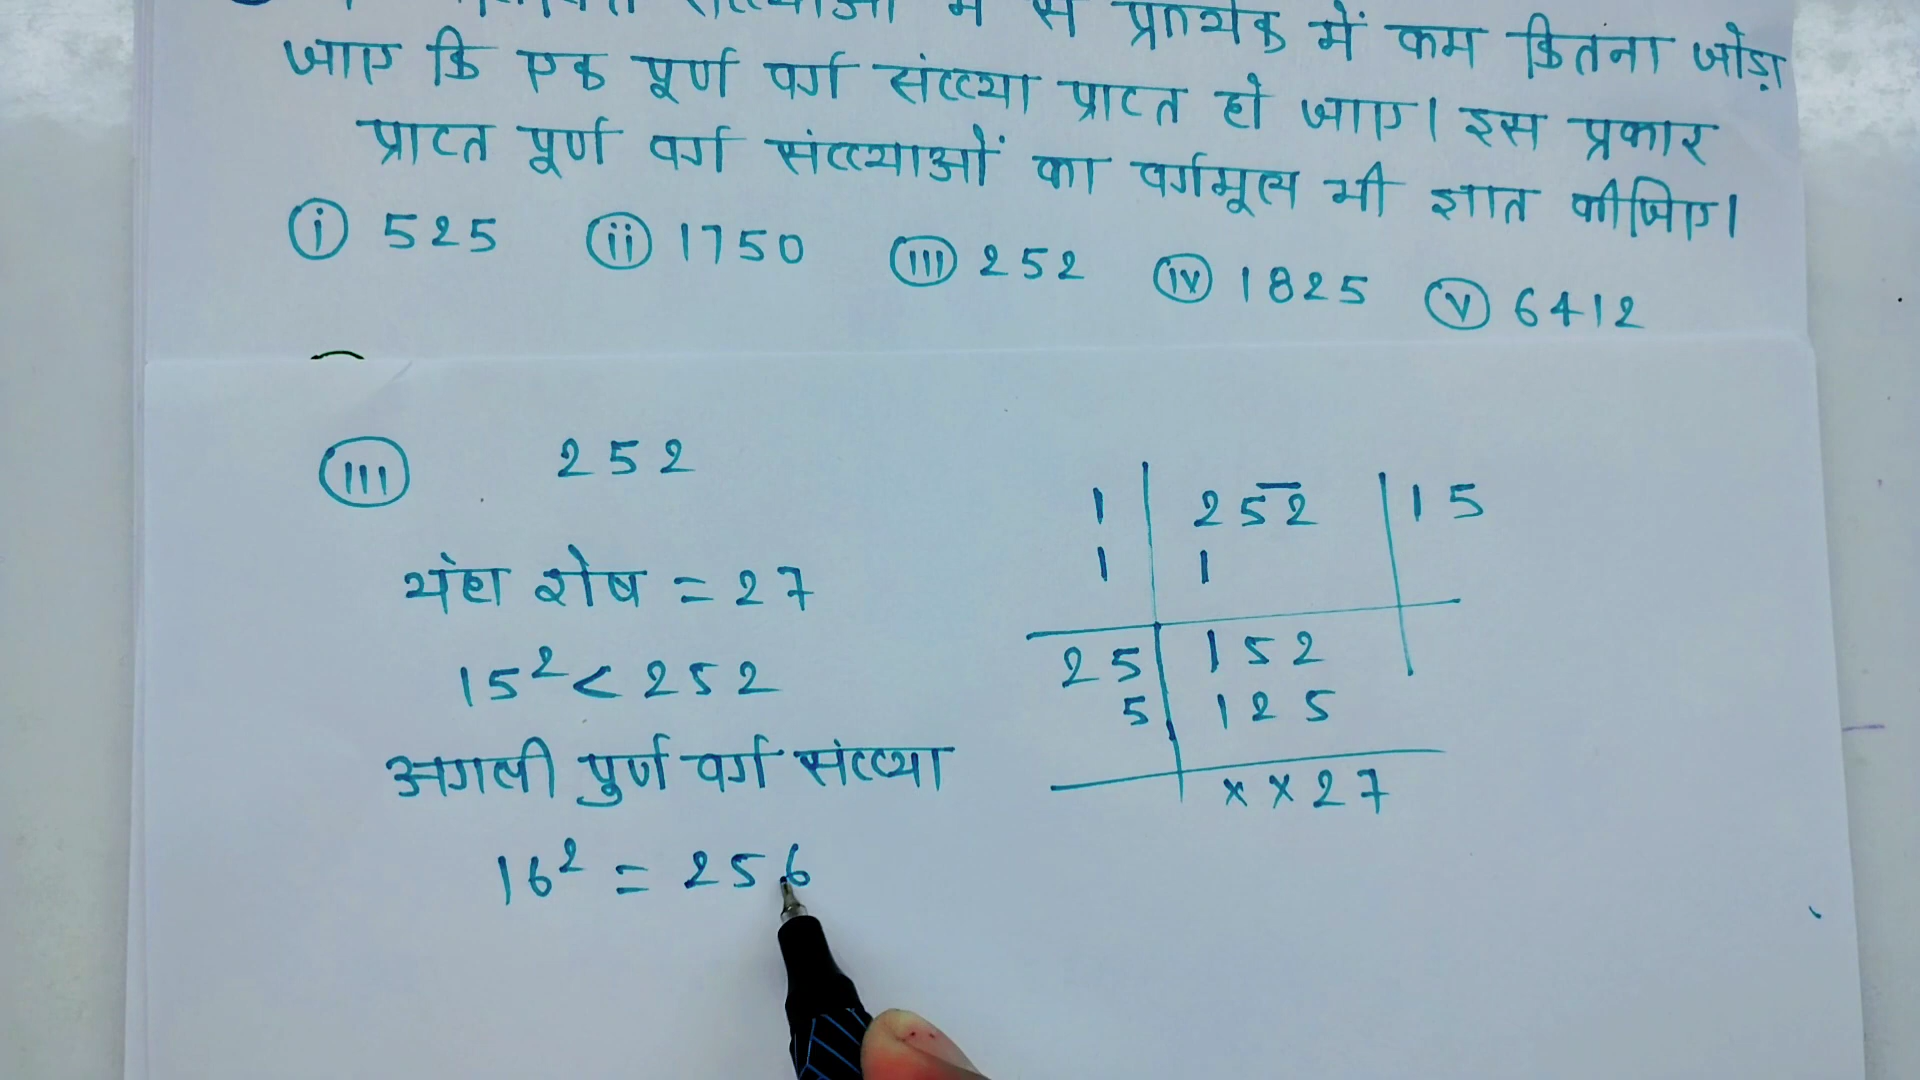 में से प्रत्येक में कम कितना जोड़ा
जाए कि एक पूर्ण वर्ग संख्या प्राप्त हो जाए। इस प्रकार
प्राप्त पूर्ण वर्ग संख्याओं का वर्गमूल भी ज्ञात कीजिए।
(i) 525 (ii) 1750 (iii) 252 (iv) 1825 (v) 6412
(iii) 252
1 | 252 | 15
1 | 1
यंहा शेष = 27
25 | 152
15² < 252
5 | 125
अगली पुर्ण वर्ग संख्या
× × 27
16² = 256